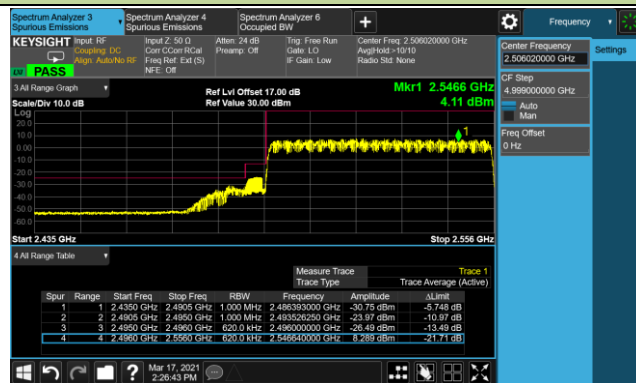 Spectrum Analyzer 3
Spurious Emissions
Spectrum Analyzer 4
Spurious Emissions
Spectrum Analyzer 6
Occupied BW
+
Frequency
KEYSIGHT
Input: RF
Coupling: DC
Align: Auto/No RF
Input Z: 50 Ω
Corr CCorr RCal
Freq Ref: Ext (S)
NFE: Off
Atten: 24 dB
Preamp: Off
Trig: Free Run
Gate: LO
IF Gain: Low
Center Freq: 2.506020000 GHz
Avg|Hold:>10/10
Radio Std: None
LW PASS
Center Frequency
2.506020000 GHz
Settings
CF Step
4.999000000 GHz
Auto
Man
Freq Offset
0 Hz
3 All Range Graph
Scale/Div 10.0 dB
Ref Lvl Offset 17.00 dB
Ref Value 30.00 dBm
Mkr1 2.5466 GHz
4.11 dBm
Log
20.0
10.0
0.00
-10.0
-20.0
-30.0
-40.0
-50.0
-60.0
1
Start 2.435 GHz
Stop 2.556 GHz
4 All Range Table
Measure Trace Trace 1
Trace Type Trace Average (Active)
Spur Range Start Freq Stop Freq RBW Frequency Amplitude ΔLimit
1 1 2.4350 GHz 2.4905 GHz 1.000 MHz 2.486393000 GHz -30.75 dBm -5.748 dB
2 2 2.4905 GHz 2.4950 GHz 1.000 MHz 2.493526250 GHz -23.97 dBm -10.97 dB
3 3 2.4950 GHz 2.4960 GHz 620.0 kHz 2.496000000 GHz -26.49 dBm -13.49 dB
4 4 2.4960 GHz 2.5560 GHz 620.0 kHz 2.546640000 GHz 8.289 dBm -21.71 dB
?
Mar 17, 2021
2:26:43 PM